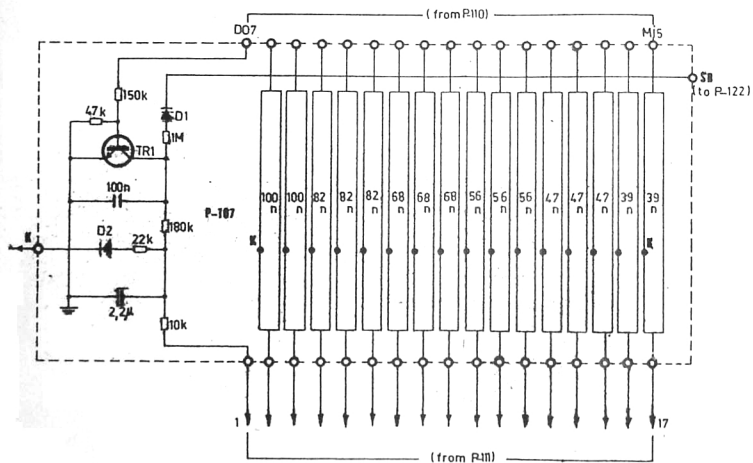 (from P-110)
D07
Mi5
SB
(to P-122)
150k
D1
47k
1M
TR1
100n
P-107
180k
K
D2
22k
2,2µ
10k
100 n
100 n
82 n
82 n
82 n
68 n
68 n
68 n
56 n
56 n
56 n
47 n
47 n
47 n
39 n
39 n
K
K
1
17
(from P-111)